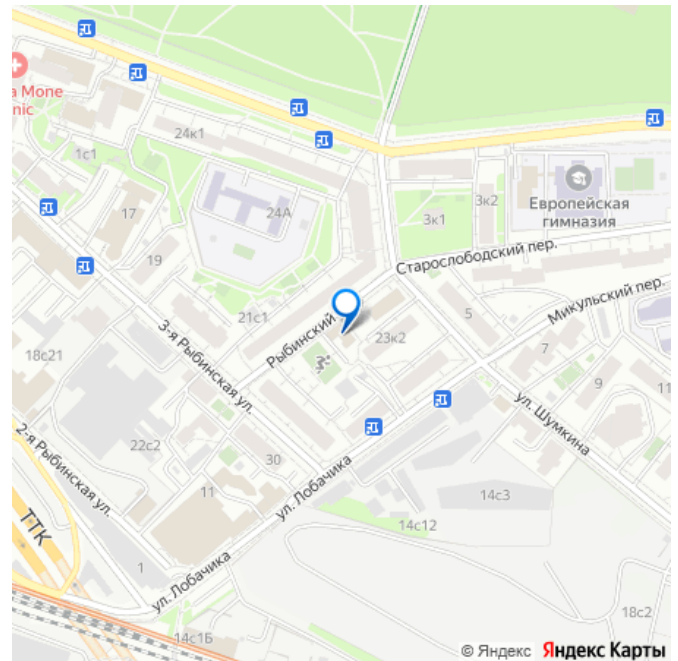 a Mone
nic
24к1
1с1
17
24А
3к1
3к2
Европейская
гимназия
19
Старослободский пер.
21с1
Рыбинский
Микульский пер.
3-я Рыбинская ул.
23к2
5
7
18с21
9
11
ул. Шумкина
22с2
2-я Рыбинская ул.
30
11
ул. Лобачика
14с3
ТТК
14с12
1
ул. Лобачика
18с2
14с1Б
© Яндекс Яндекс Карты